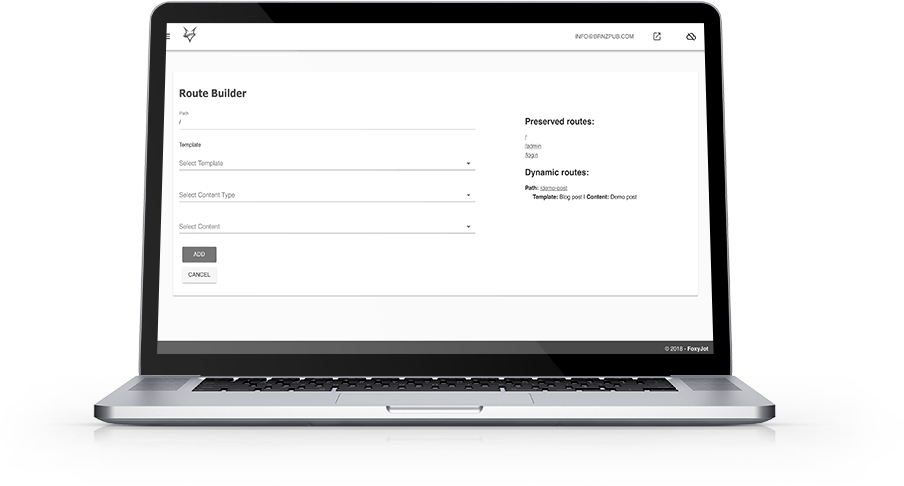 INFO@BRNZPUB.COM
Route Builder
Path
/
Template
Select Template
Select Content Type
Select Content
ADD
CANCEL
Preserved routes:
/
/admin
/login
Dynamic routes:
Path: /demo-post
Template: Blog post | Content: Demo post
© 2018 - FoxyJot